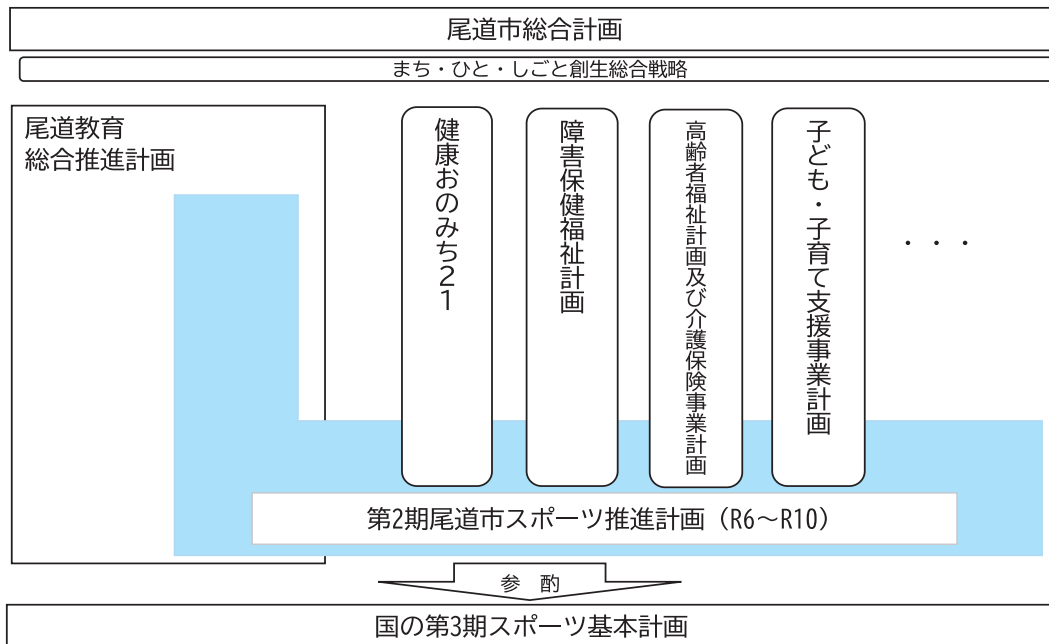 尾道市総合計画
まち・ひと・しごと創生総合戦略
尾道教育
総合推進計画
健康おのみち21
障害保健福祉計画
高齢者福祉計画及び介護保険事業計画
子ども・子育て支援事業計画
・・・
第2期尾道市スポーツ推進計画（R6～R10）
参 酌
国の第3期スポーツ基本計画